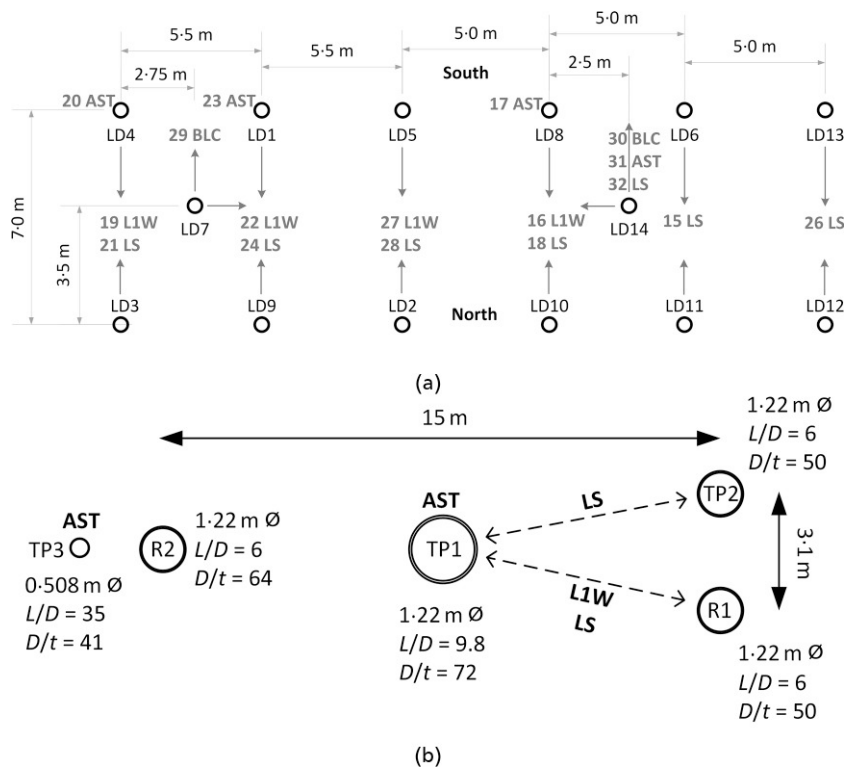 5·5 m
5·0 m
5·5 m
5·0 m
5·0 m
2·75 m
South
2·5 m
20 AST
23 AST
17 AST
LD4
29 BLC
LD1
LD5
LD8
30 BLC
LD6
LD13
31 AST
32 LS
7·0 m
LD7
LD14
19 L1W
22 L1W
27 L1W
16 L1W
15 LS
26 LS
21 LS
24 LS
28 LS
18 LS
3·5 m
LD3
LD9
LD2
North
LD10
LD11
LD12
(a)
15 m
1·22 m Ø
L/D = 6
D/t = 50
AST
TP3
R2
1·22 m Ø
L/D = 6
D/t = 64
AST
TP1
LS
TP2
3·1 m
0·508 m Ø
L/D = 35
D/t = 41
L1W
LS
R1
1·22 m Ø
L/D = 9.8
D/t = 72
1·22 m Ø
L/D = 6
D/t = 50
(b)